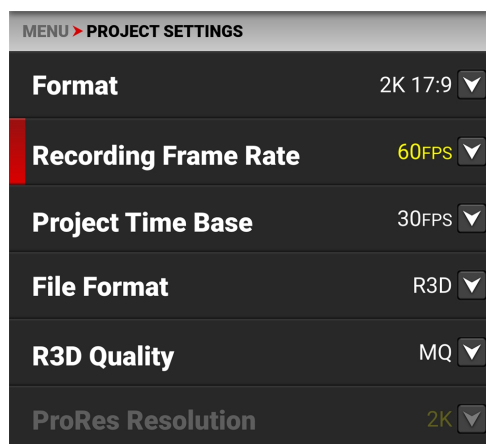 MENU > PROJECT SETTINGS
Format 2K 17:9
Recording Frame Rate 60FPS
Project Time Base 30FPS
File Format R3D
R3D Quality MQ
ProRes Resolution 2K